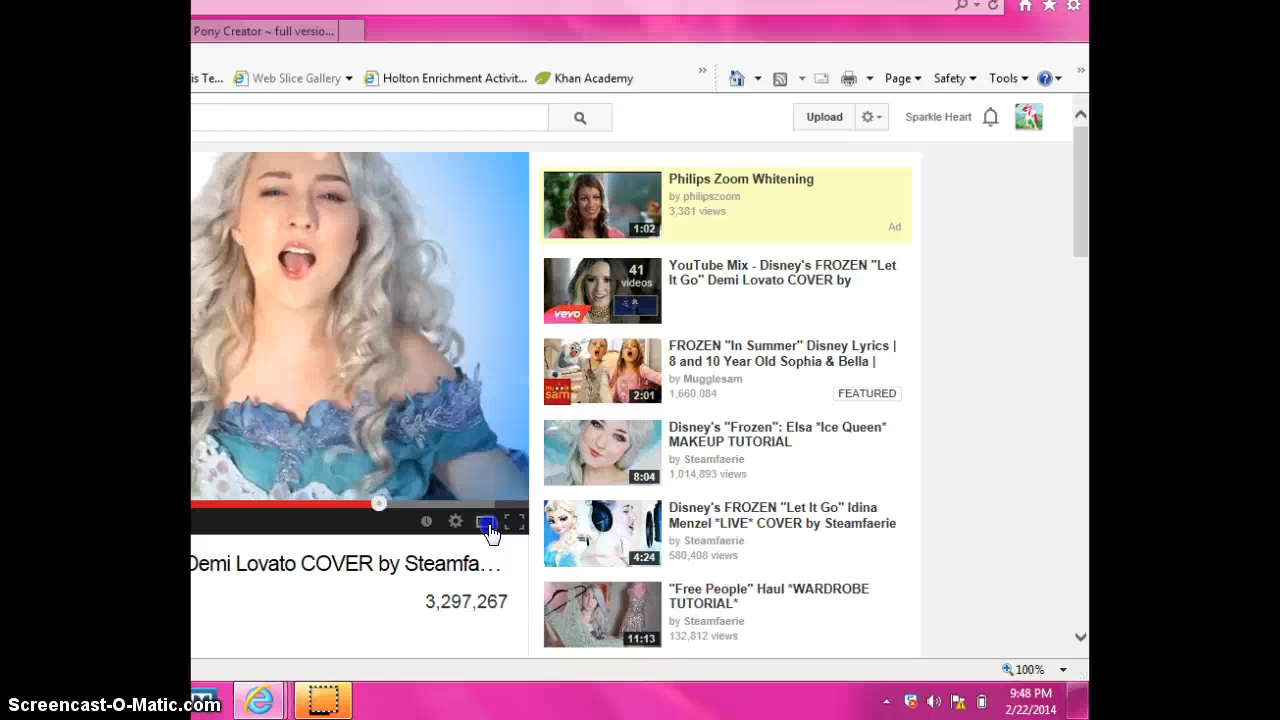 Pony Creator ~ full versio...
is Te...
Web Slice Gallery
Holton Enrichment Activit...
Khan Academy
»
Page
Safety
Tools
»
Upload
Sparkle Heart
Philips Zoom Whitening
by philipszoom
3,381 views
Ad
1:02
YouTube Mix - Disney's FROZEN "Let
It Go" Demi Lovato COVER by
41
videos
vevo
FROZEN "In Summer" Disney Lyrics |
8 and 10 Year Old Sophia & Bella |
by Mugglesam
1,660,084
FEATURED
2:01
Disney's "Frozen": Elsa *Ice Queen*
MAKEUP TUTORIAL
by Steamfaerie
1,014,893 views
8:04
Disney's FROZEN "Let It Go" Idina
Menzel *LIVE* COVER by Steamfaerie
by Steamfaerie
580,408 views
4:24
Demi Lovato COVER by Steamfa...
3,297,267
"Free People" Haul *WARDROBE
TUTORIAL*
by Steamfaerie
132,812 views
11:13
100%
9:48 PM
2/22/2014
Screencast-O-Matic.com